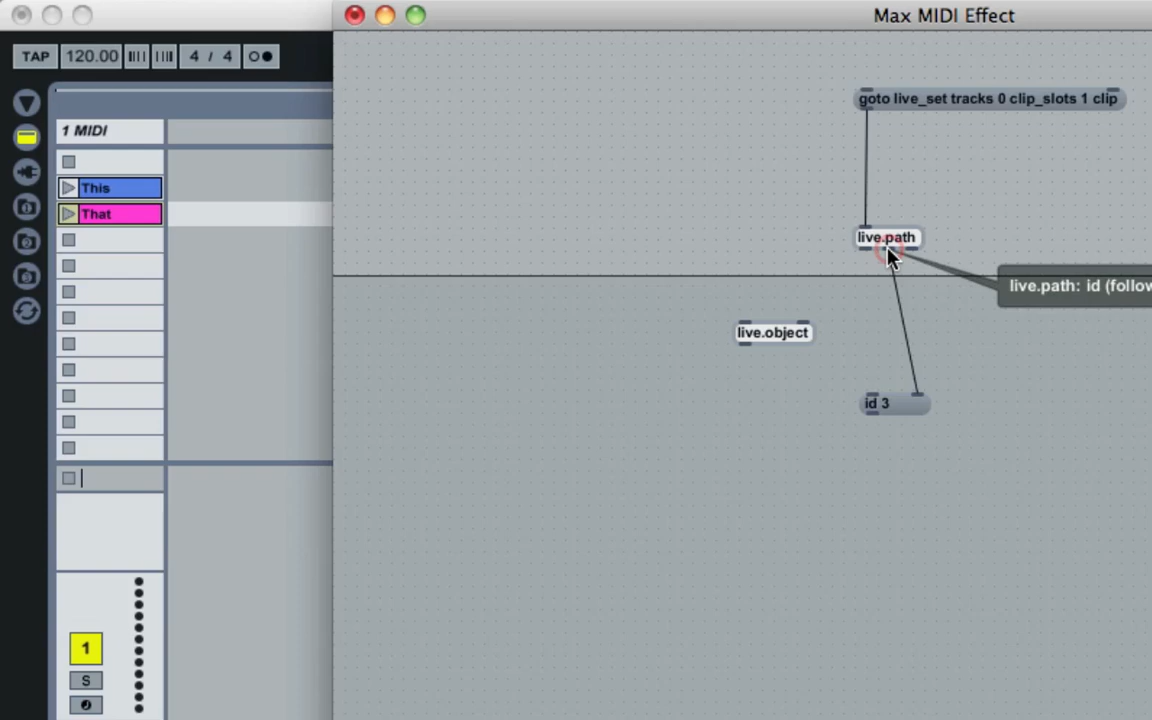 Max MIDI Effect
TAP 120.00 4 / 4
1 MIDI
goto live_set tracks 0 clip_slots 1 clip
This
That
live.path
live.path: id (follow
live.object
id 3
1
S